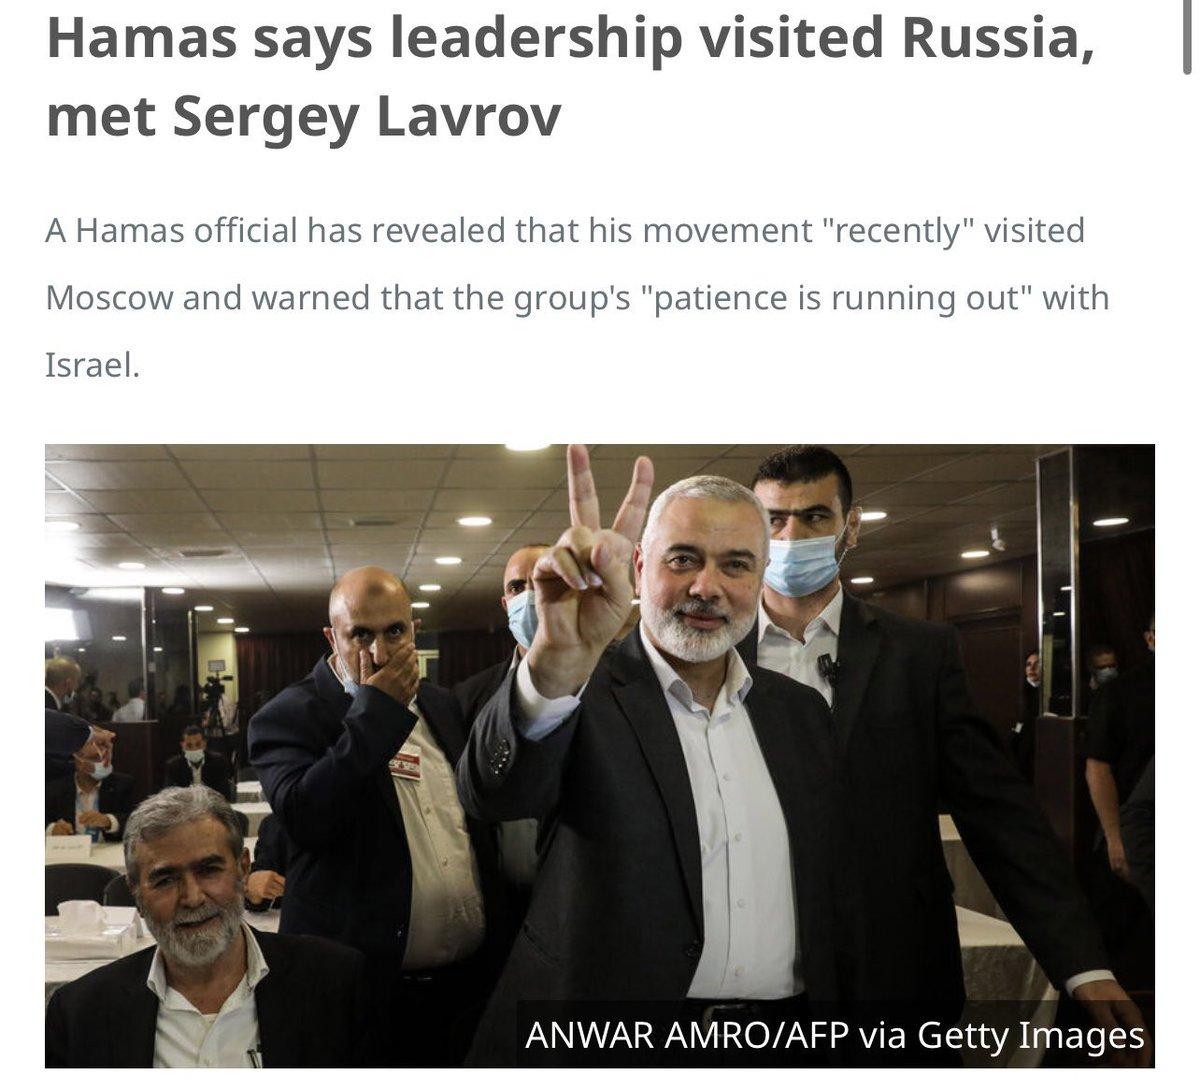 Hamas says leadership visited Russia,
met Sergey Lavrov
A Hamas official has revealed that his movement "recently" visited
Moscow and warned that the group's "patience is running out" with
Israel.
ANWAR AMRO/AFP via Getty Images